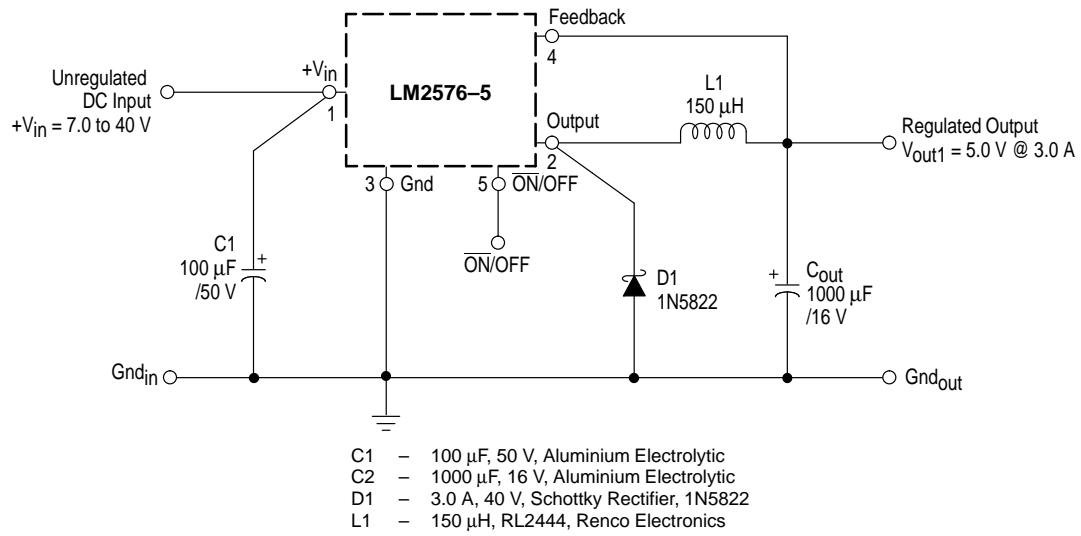 Feedback
4
Unregulated
DC Input
+Vin = 7.0 to 40 V
+Vin
1
LM2576–5
L1
150 μH
Output
2
Regulated Output
Vout1 = 5.0 V @ 3.0 A
3 Gnd
5 ON/OFF
ON/OFF
C1
100 μF
/50 V
+
D1
1N5822
+
Cout
1000 μF
/16 V
Gndin
Gndout
C1 – 100 μF, 50 V, Aluminium Electrolytic
C2 – 1000 μF, 16 V, Aluminium Electrolytic
D1 – 3.0 A, 40 V, Schottky Rectifier, 1N5822
L1 – 150 μH, RL2444, Renco Electronics